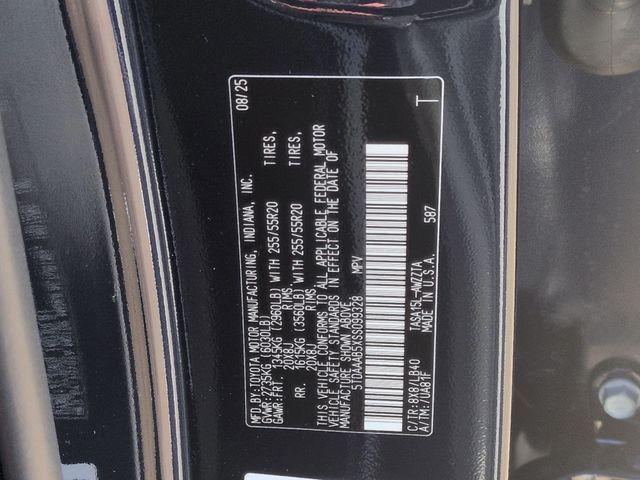 MFD.BY:TOYOTA MOTOR MANUFACTURING, INDIANA, INC. 08/25
GVWR:2735KG(6030LB)
GAWR:FRT. 1345KG(2960LB) WITH 255/55R20 TIRES,
20X8J RIMS,
RR. 1615KG(3560LB) WITH 255/55R20 TIRES,
20X8J RIMS,
THIS VEHICLE CONFORMS TO ALL APPLICABLE FEDERAL MOTOR
VEHICLE SAFETY STANDARDS IN EFFECT ON THE DATE OF
MANUFACTURE SHOWN ABOVE.
5TDAAAB5XSS099328 MPV
C/TR:8X8/LB40 TASA15L-AWZZTA 587 T
A/TM:/UA81F MADE IN U.S.A.